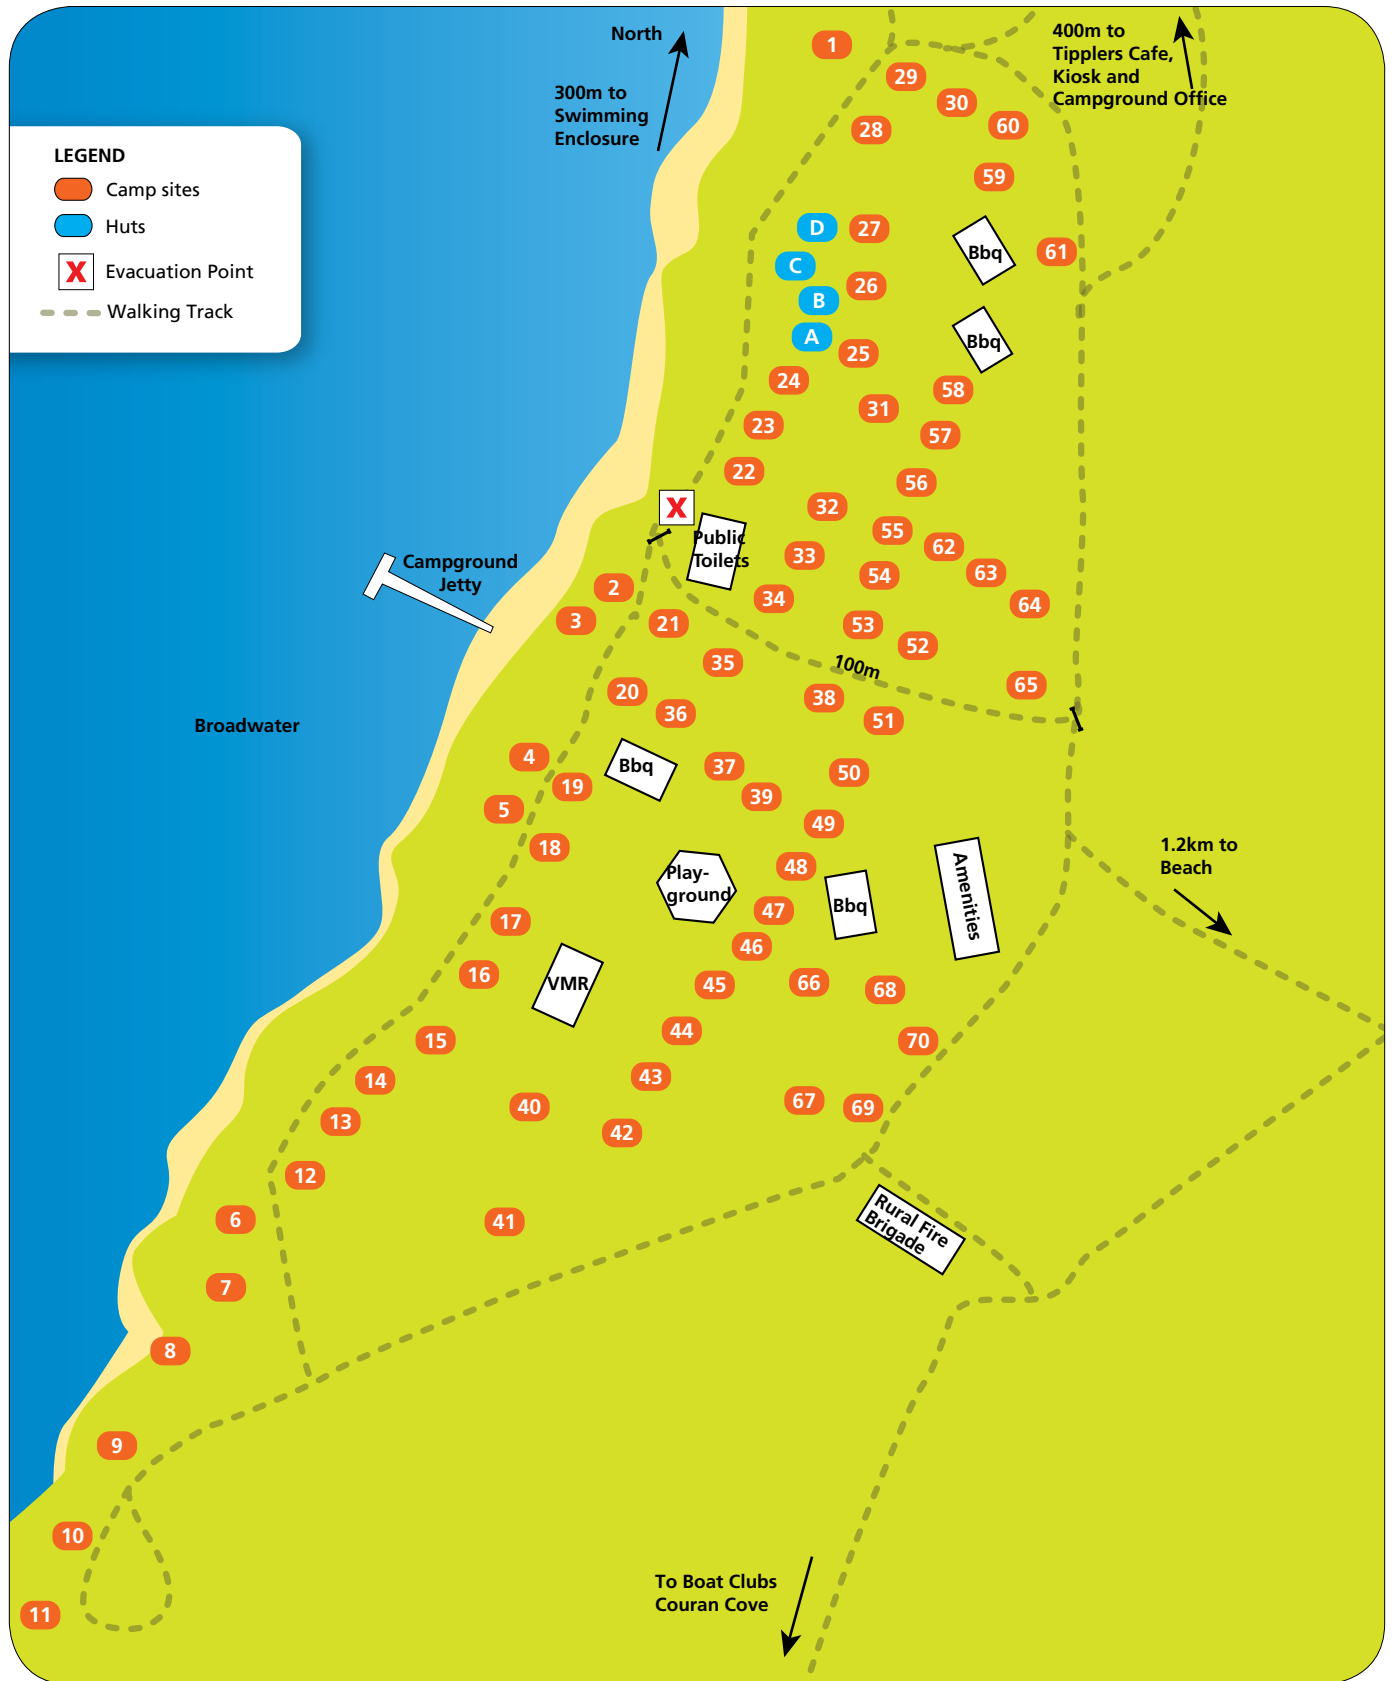 North
300m to
Swimming
Enclosure
400m to
Tipplers Cafe,
Kiosk and
Campground Office
LEGEND
Camp sites
Huts
X Evacuation Point
Walking Track
1
29
30
60
28
59
D
27
Bbq
61
C
26
B
A
25
Bbq
24
58
31
23
57
22
56
32
X
Public
Toilets
55
33
62
Campground
Jetty
54
63
2
34
64
3
21
53
52
35
100m
65
20
38
36
51
Broadwater
4
Bbq
37
50
19
39
5
49
18
1.2km to
Beach
48
Play-
ground
Bbq
Amenities
47
17
46
16
VMR
45
66
68
44
15
70
43
14
67
69
40
13
42
12
6
41
Rural Fire
Brigade
7
8
9
10
To Boat Clubs
Couran Cove
11